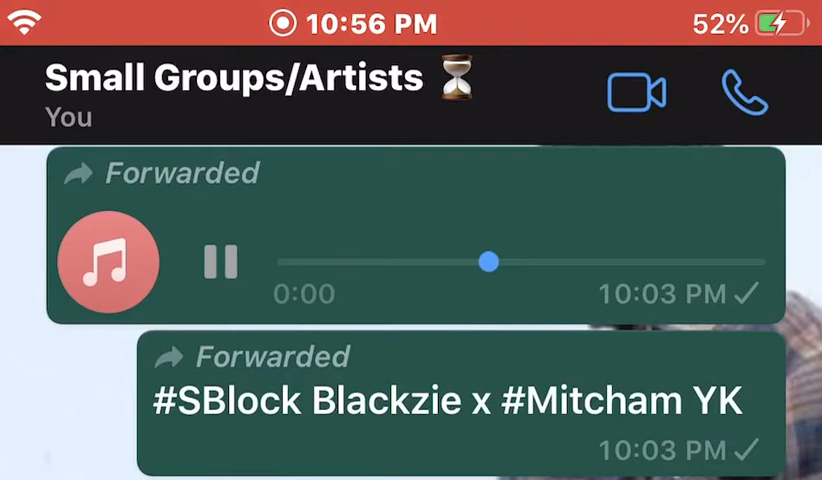 10:56 PM 52%
Small Groups/Artists ⏳
You
Forwarded
0:00 10:03 PM
Forwarded
#SBlock Blackzie x #Mitcham YK
10:03 PM